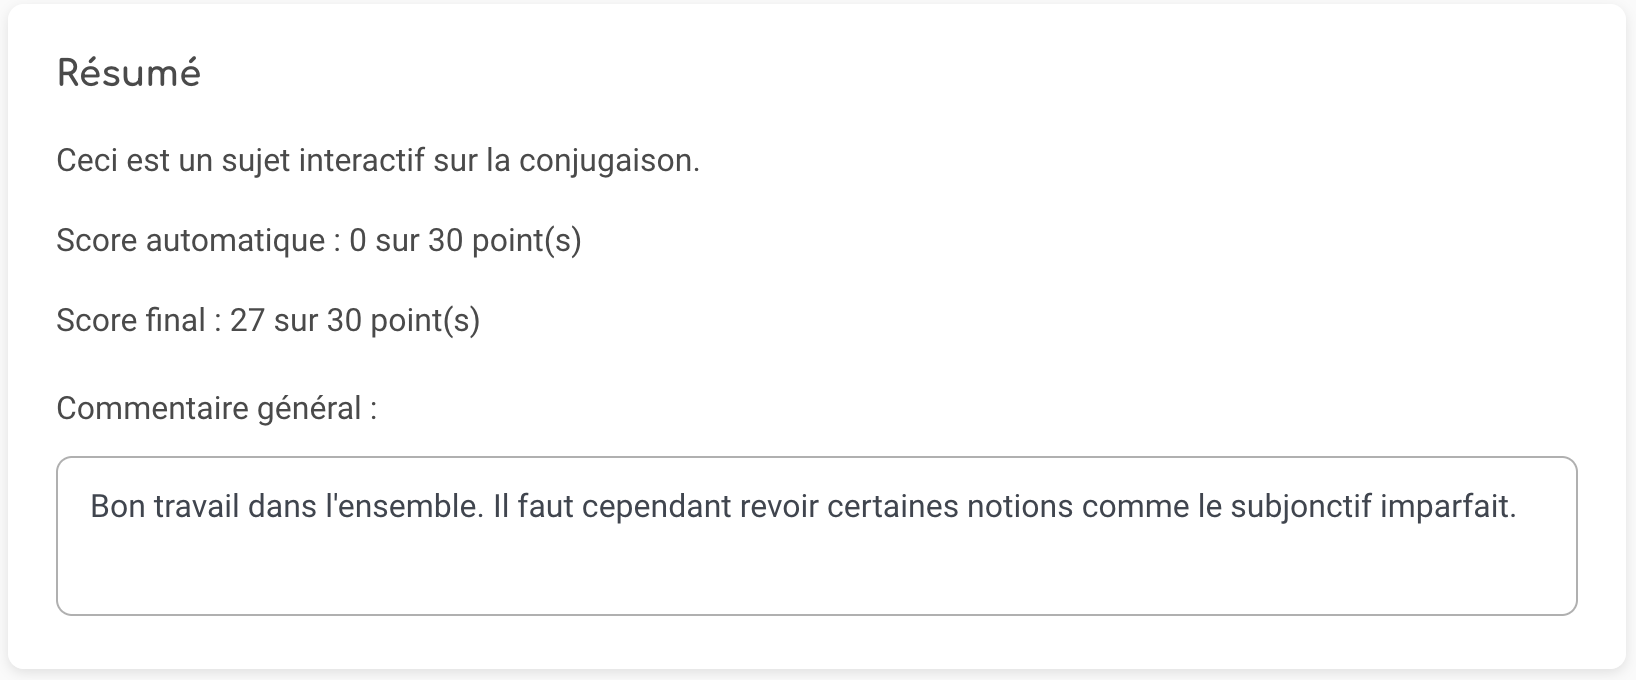 Résumé
Ceci est un sujet interactif sur la conjugaison.
Score automatique : 0 sur 30 point(s)
Score final : 27 sur 30 point(s)
Commentaire général :
Bon travail dans l'ensemble. Il faut cependant revoir certaines notions comme le subjonctif imparfait.